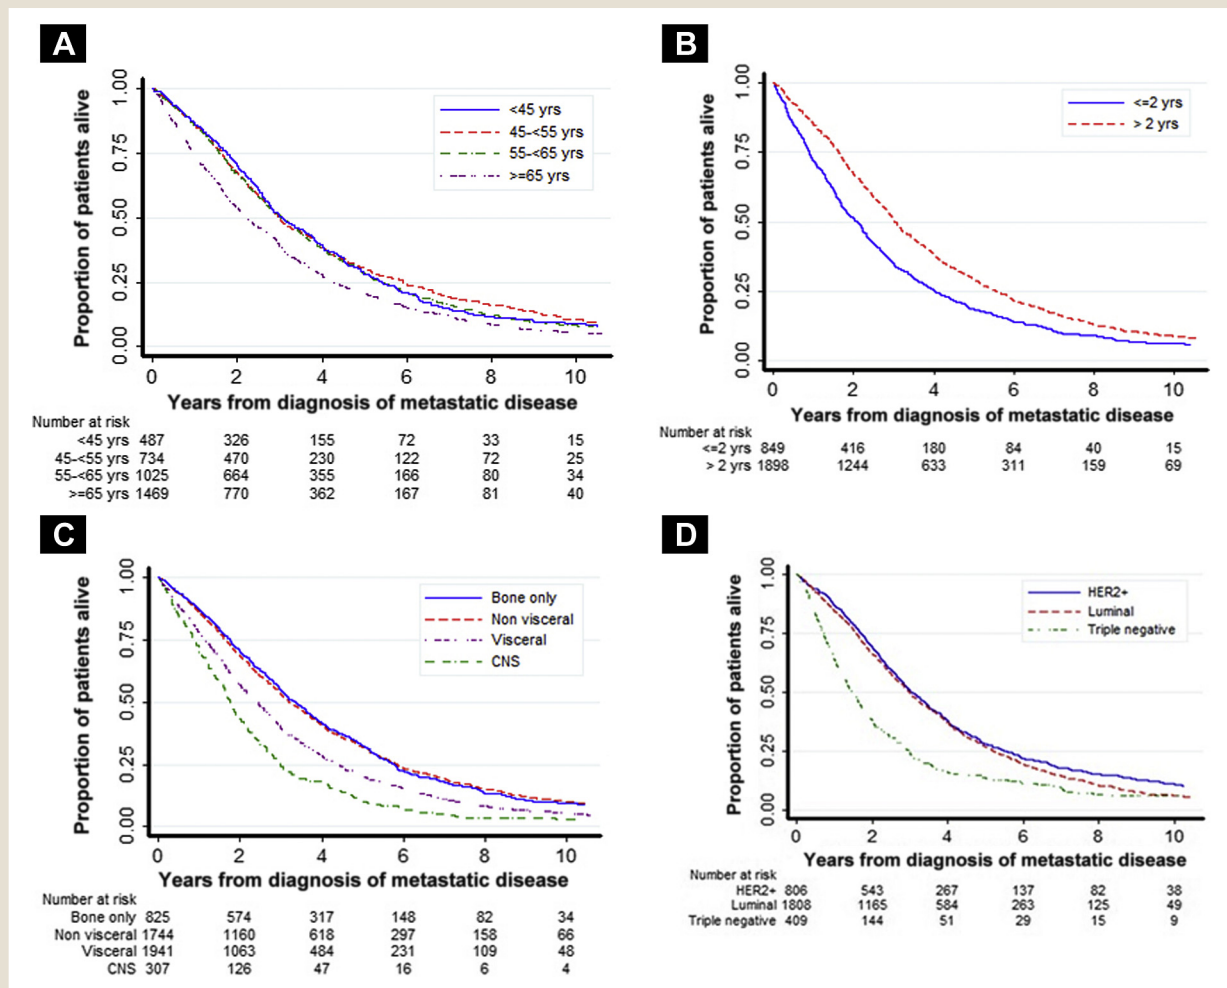 A
Proportion of patients alive
1.00
0.75
0.50
0.25
0.00
<45 yrs
45-<55 yrs
55-<65 yrs
>=65 yrs
0 2 4 6 8 10
Years from diagnosis of metastatic disease
Number at risk
<45 yrs 487 326 155 72 33 15
45-<55 yrs 734 470 230 122 72 25
55-<65 yrs 1025 664 355 166 80 34
>=65 yrs 1469 770 362 167 81 40
B
Proportion of patients alive
1.00
0.75
0.50
0.25
0.00
<=2 yrs
> 2 yrs
0 2 4 6 8 10
Years from diagnosis of metastatic disease
Number at risk
<=2 yrs 849 416 180 84 40 15
> 2 yrs 1898 1244 633 311 159 69
C
Proportion of patients alive
1.00
0.75
0.50
0.25
0.00
Bone only
Non visceral
Visceral
CNS
0 2 4 6 8 10
Years from diagnosis of metastatic disease
Number at risk
Bone only 825 574 317 148 82 34
Non visceral 1744 1160 618 297 158 66
Visceral 1941 1063 484 231 109 48
CNS 307 126 47 16 6 4
D
Proportion of patients alive
1.00
0.75
0.50
0.25
0.00
HER2+
Luminal
Triple negative
0 2 4 6 8 10
Years from diagnosis of metastatic disease
Number at risk
HER2+ 806 543 267 137 82 38
Luminal 1808 1165 584 263 125 49
Triple negative 409 144 51 29 15 9